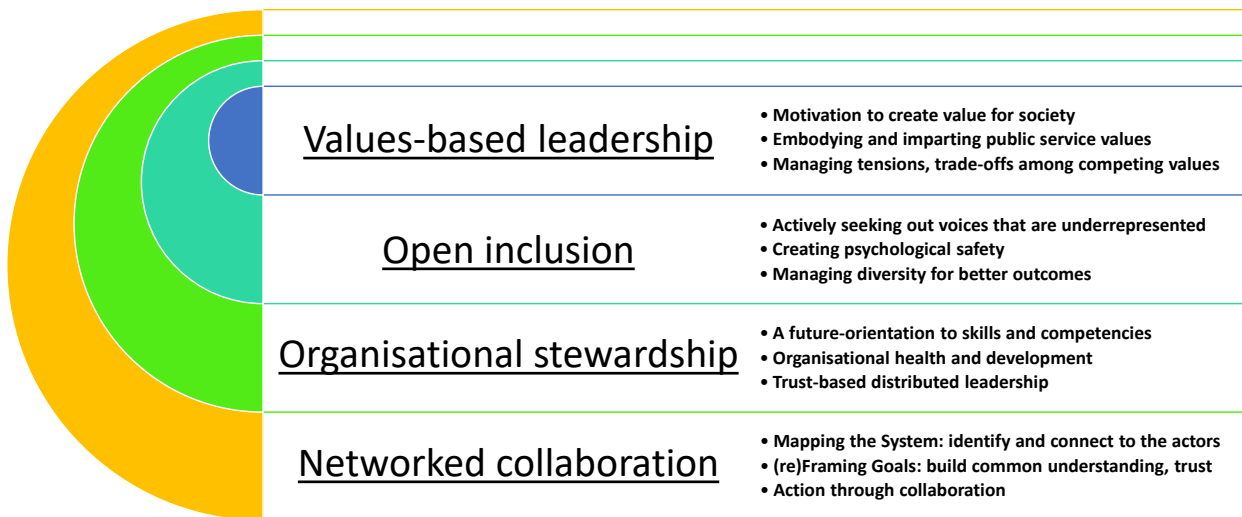 Values-based leadership
• Motivation to create value for society
• Embodying and imparting public service values
• Managing tensions, trade-offs among competing values
Open inclusion
• Actively seeking out voices that are underrepresented
• Creating psychological safety
• Managing diversity for better outcomes
Organisational stewardship
• A future-orientation to skills and competencies
• Organisational health and development
• Trust-based distributed leadership
Networked collaboration
• Mapping the System: identify and connect to the actors
• (re)Framing Goals: build common understanding, trust
• Action through collaboration